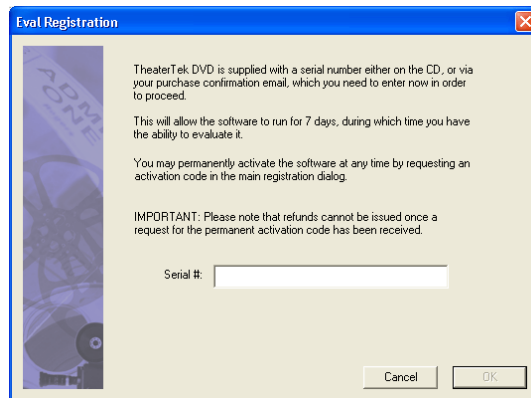 Eval Registration
ADMIT
ONE
TheaterTek DVD is supplied with a serial number either on the CD, or via
your purchase confirmation email, which you need to enter now in order
to proceed.
This will allow the software to run for 7 days, during which time you have
the ability to evaluate it.
You may permanently activate the software at any time by requesting an
activation code in the main registration dialog.
IMPORTANT: Please note that refunds cannot be issued once a
request for the permanent activation code has been received.
Serial #:
Cancel
OK